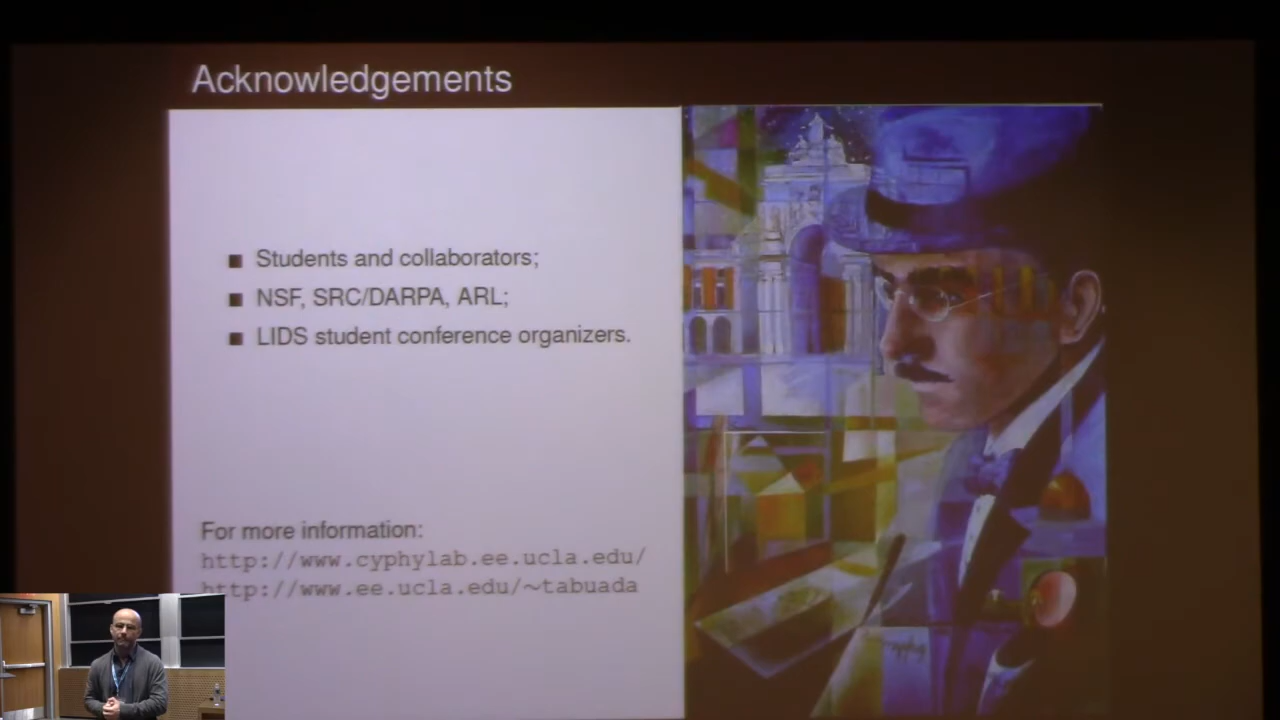 Acknowledgements
Students and collaborators;
NSF, SRC/DARPA, ARL;
LIDS student conference organizers.
For more information:
http://www.cyphylab.ee.ucla.edu/
http://www.ee.ucla.edu/~tabuada